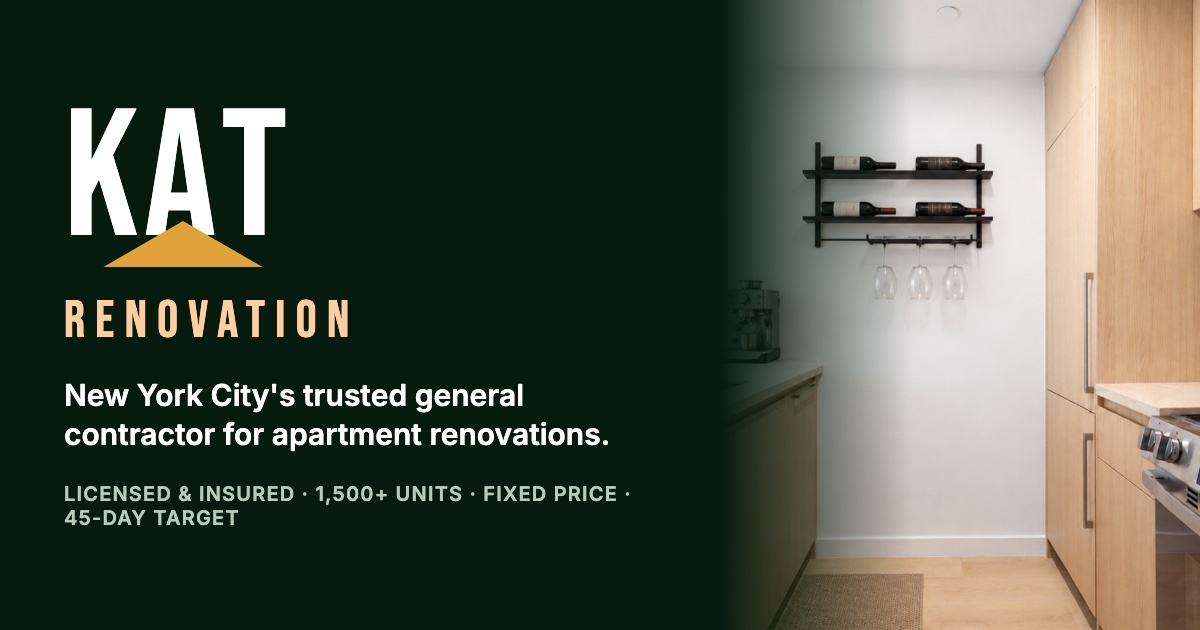 KAT
RENOVATION
New York City's trusted general
contractor for apartment renovations.
LICENSED & INSURED · 1,500+ UNITS · FIXED PRICE ·
45-DAY TARGET